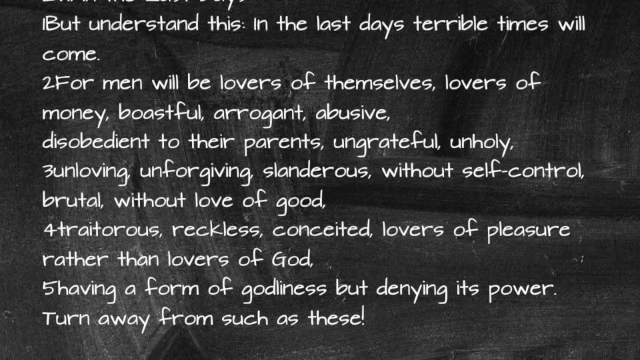 1But understand this: In the last days terrible times will
come.
2For men will be lovers of themselves, lovers of
money, boastful, arrogant, abusive,
disobedient to their parents, ungrateful, unholy,
3unloving, unforgiving, slanderous, without self-control,
brutal, without love of good,
4traitorous, reckless, conceited, lovers of pleasure
rather than lovers of God,
5having a form of godliness but denying its power.
Turn away from such as these!